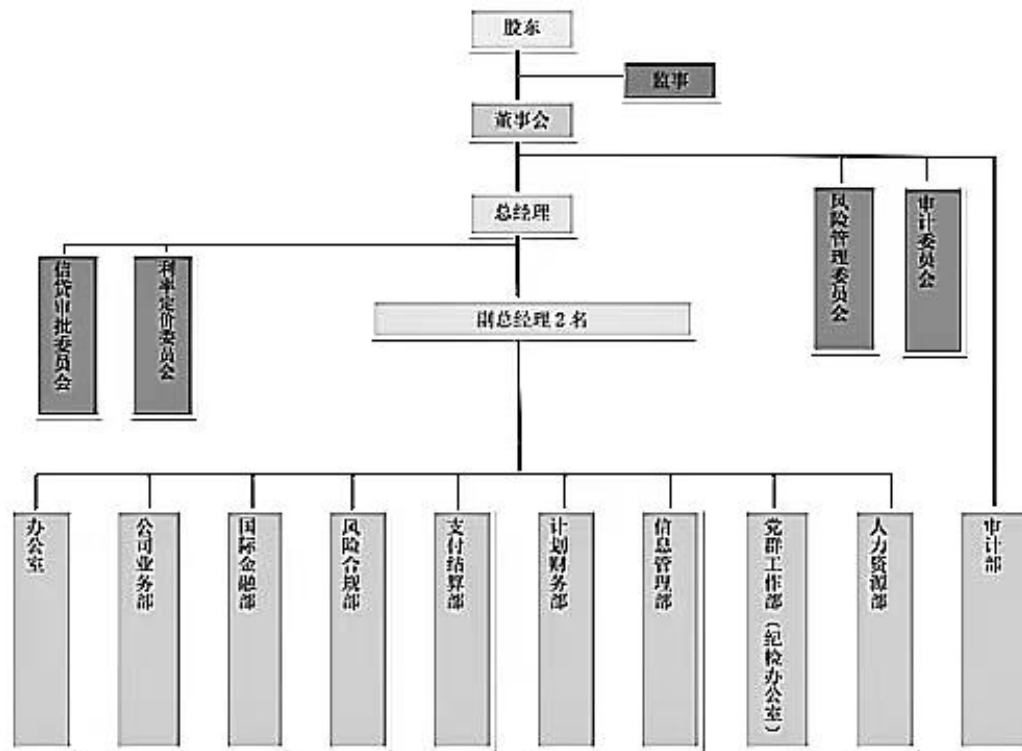 股东
监事
董事会
总经理
风险管理委员会
审计委员会
信贷审批委员会
利率定价委员会
副总经理2名
办公室
公司业务部
国际金融部
风险合规部
支付结算部
计划财务部
信息管理部
党群工作部（纪检办公室）
人力资源部
审计部